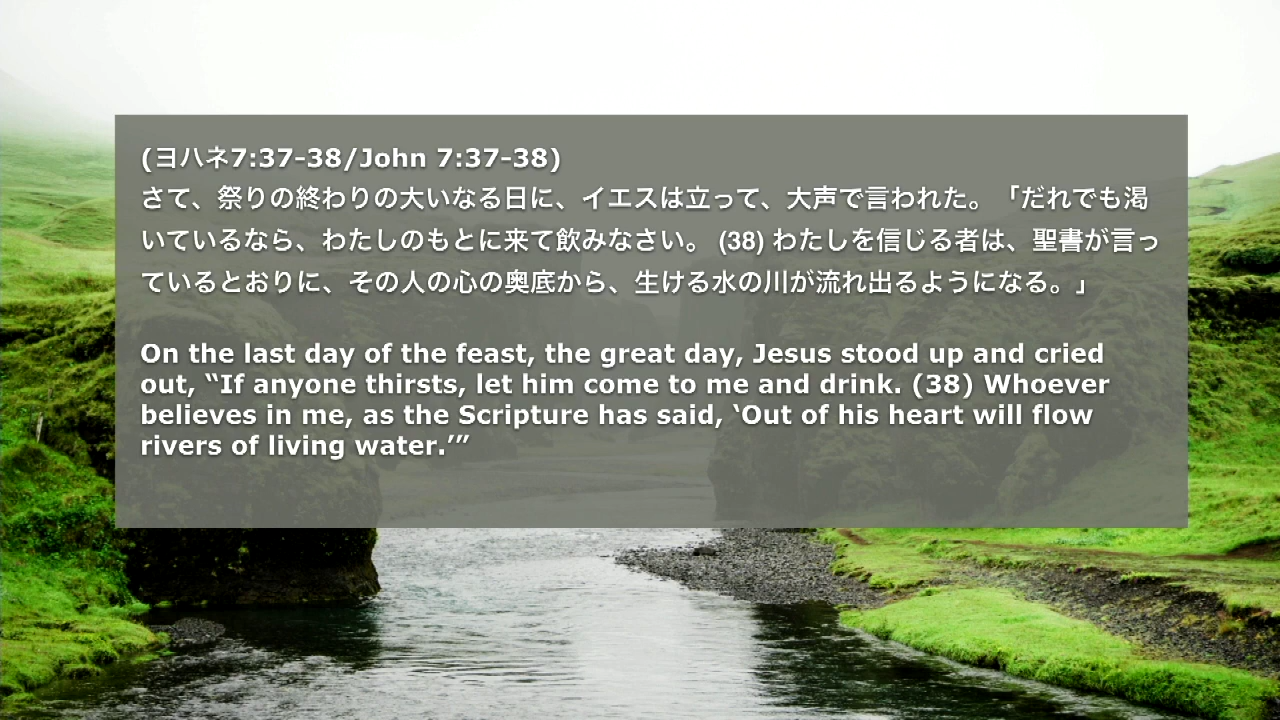 (ヨハネ7:37-38/John 7:37-38)
さて、祭りの終わりの大いなる日に、イエスは立って、大声で言われた。「だれでも渇
いているなら、わたしのもとに来て飲みなさい。 (38) わたしを信じる者は、聖書が言っ
ているとおりに、その人の心の奥底から、生ける水の川が流れ出るようになる。」
On the last day of the feast, the great day, Jesus stood up and cried
out, “If anyone thirsts, let him come to me and drink. (38) Whoever
believes in me, as the Scripture has said, ‘Out of his heart will flow
rivers of living water.’”